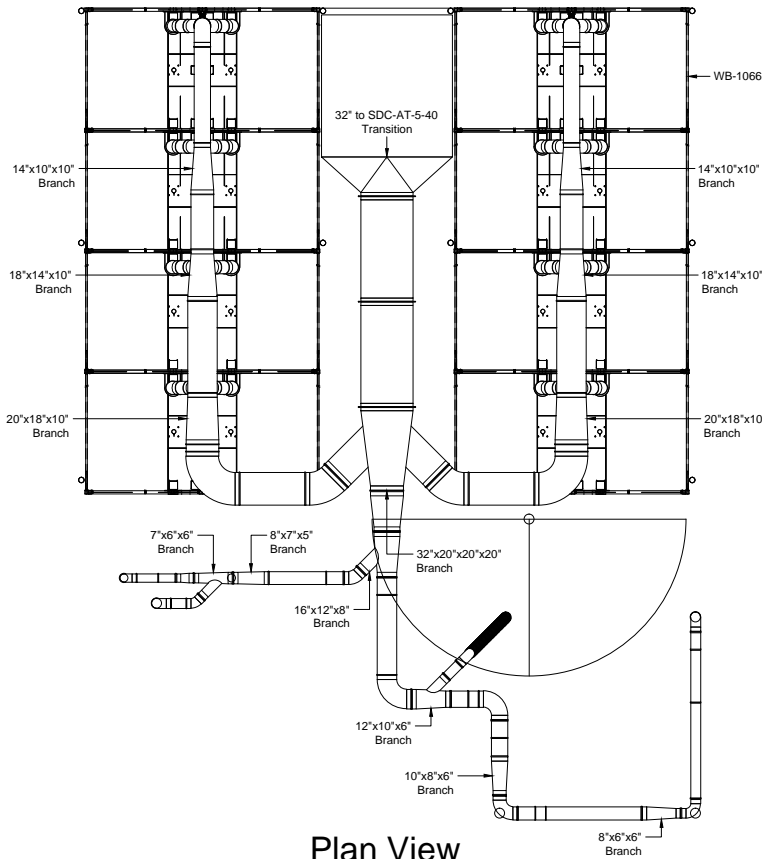 WB-1066
32" to SDC-AT-5-40
Transition
14"x10"x10"
Branch
14"x10"x10"
Branch
18"x14"x10"
Branch
18"x14"x10"
Branch
20"x18"x10"
Branch
20"x18"x10
Branch
7"x6"x6"
Branch
8"x7"x5"
Branch
32"x20"x20"x20"
Branch
16"x12"x8"
Branch
12"x10"x6"
Branch
10"x8"x6"
Branch
8"x6"x6"
Branch
Plan View